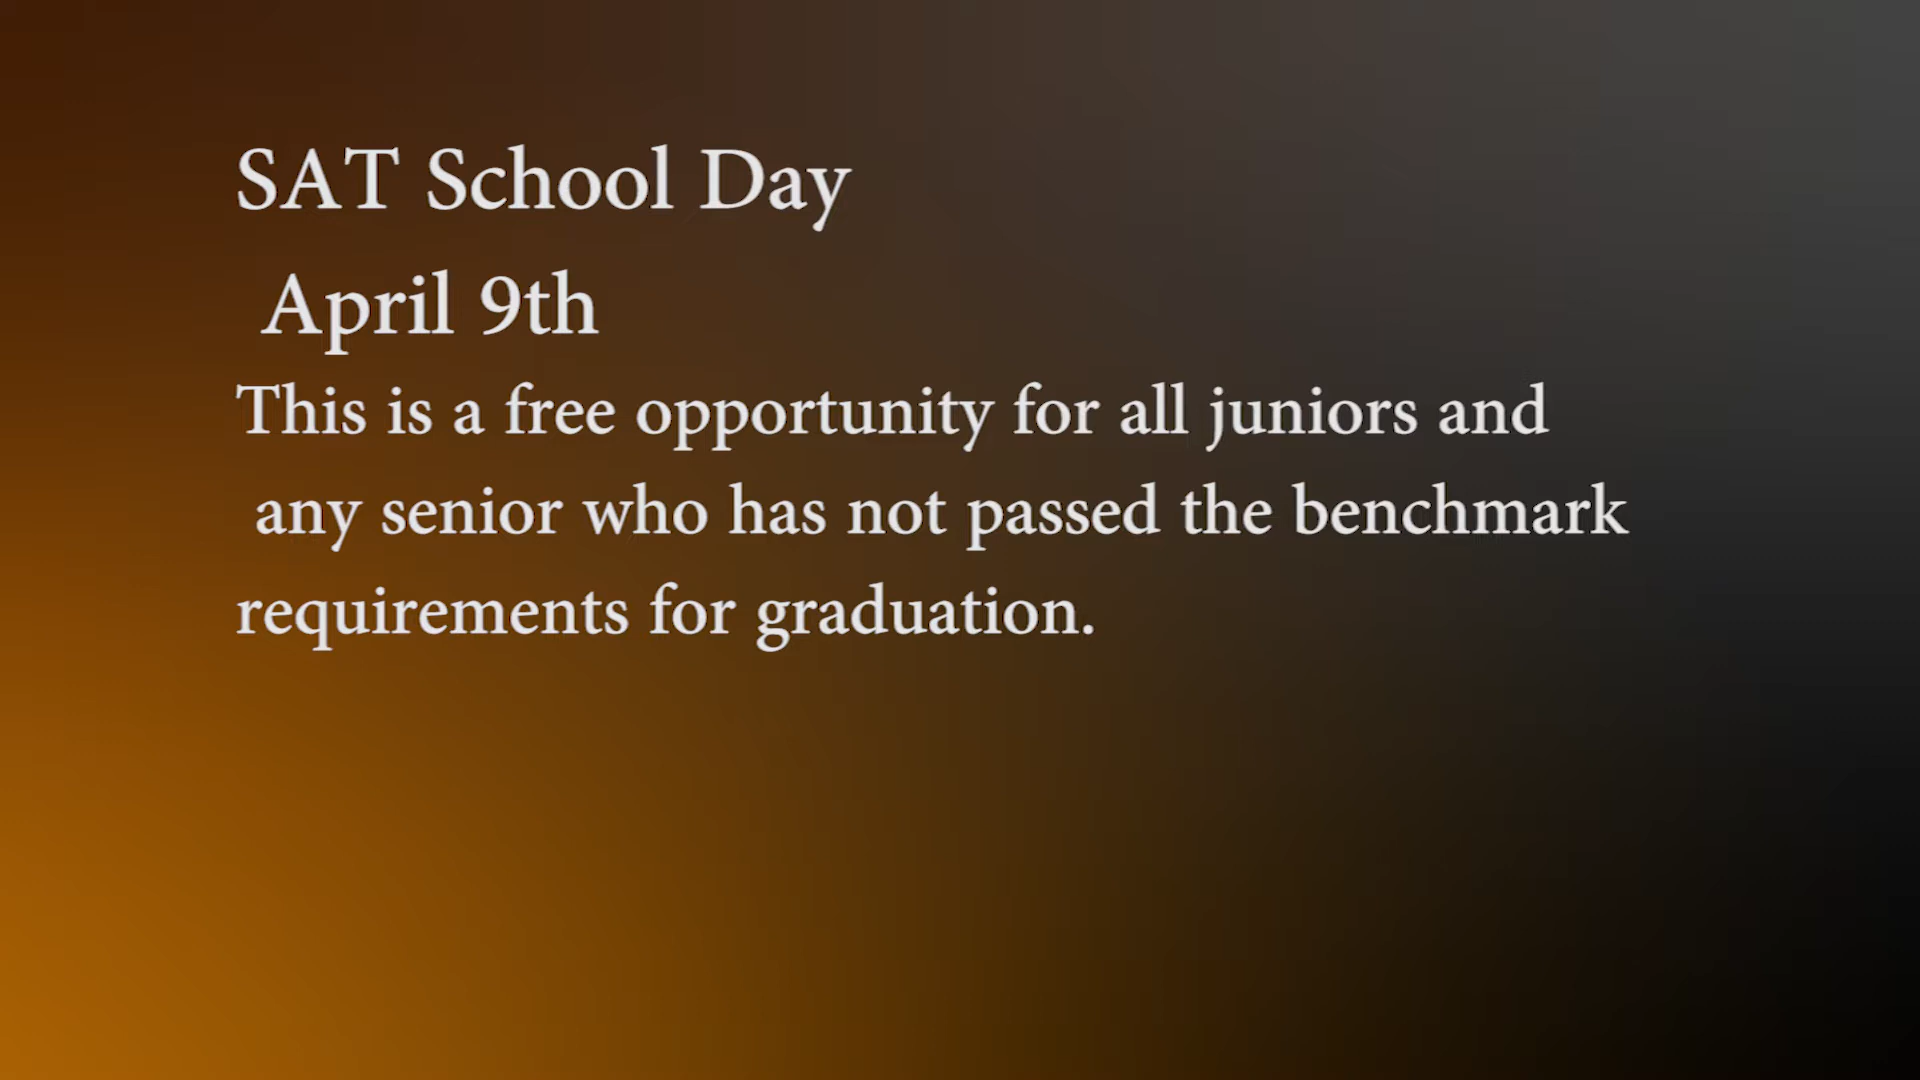 SAT School Day
April 9th
This is a free opportunity for all juniors and
any senior who has not passed the benchmark
requirements for graduation.